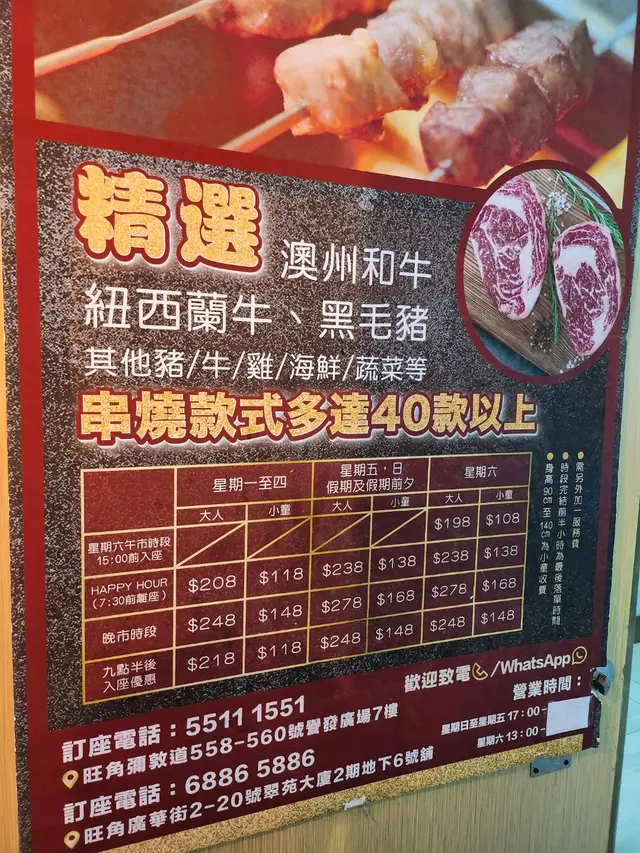 精選 澳州和牛
紐西蘭牛、黑毛豬
其他豬/牛/雞/海鮮/蔬菜等
串燒款式多達40款以上
星期一至四 星期五，日 假期及假期前夕 星期六
大人 小童 大人 小童 大人 小童
星期六午市時段 15:00前入座 $198 $108
HAPPY HOUR (7:30前離座) $208 $118 $238 $138 $238 $138
晚市時段 $248 $148 $278 $168 $278 $168
九點半後 入座優惠 $218 $118 $248 $148 $248 $148
需另外加一服務費
時段完結前半小時為最後落單時間
身高90cm至140cm為小童收費
歡迎致電/WhatsApp
訂座電話：5511 1551
旺角彌敦道558-560號譽發廣場7樓
訂座電話：6886 5886
旺角廣華街2-20號翠苑大廈2期地下6號舖
營業時間：
星期日至星期五 17：00-
星期六 13：00-